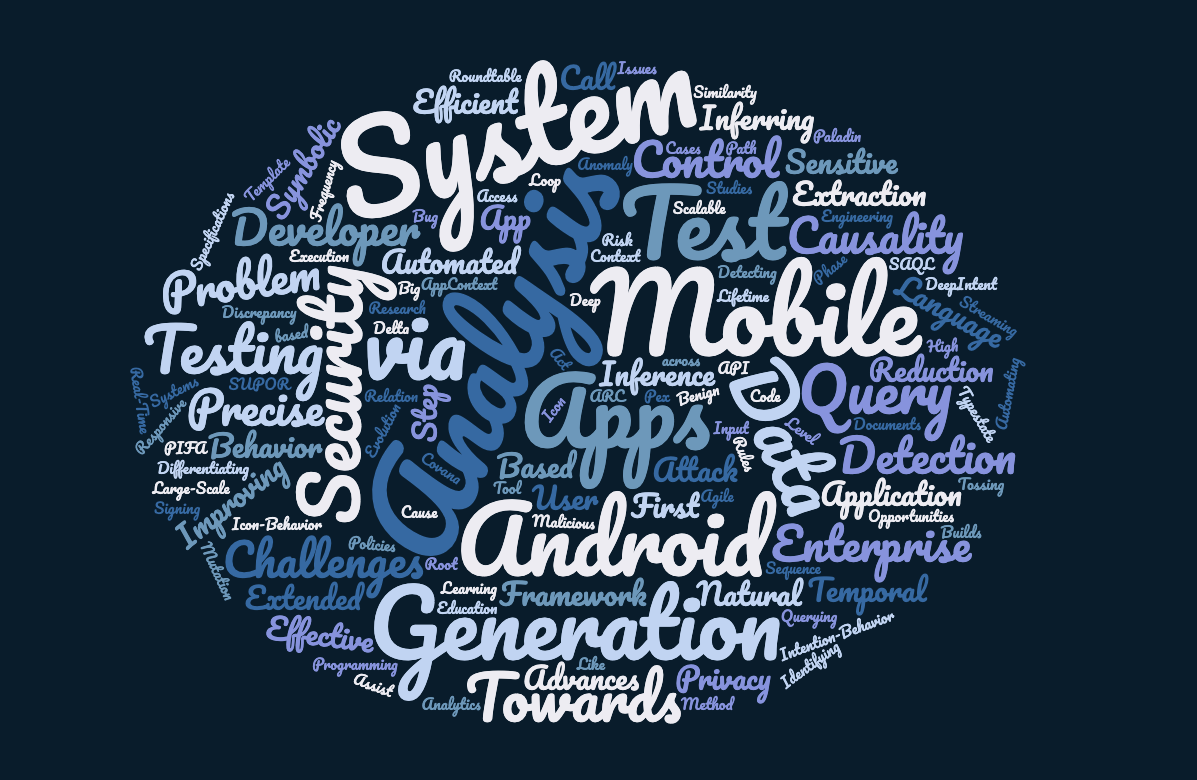 Roundtable
Call
Issues
Efficient
System
Similarity
Inferring
Paladin
Symbolic
Template
Frequency
Anomaly
Cases
Path
Control
Sensitive
Loop
Access
Studies
Extraction
Specifications
Developer
Bug
App
Scalable
Test
Engineering
Causality
Execution
Automated
Risk
Context
Problem
Security
Big
AppContext
Analysis
Deep
Detecting
Phase
SAQL
DeepIntent
Discrepancy
Research
Lifetime
Mobile
Language
Streaming
based
Delta
Testing
via
Act
across
High
Real-Time
Systems
SUPOR
Inference
API
Reduction
Automating
Responsive
Precise
Relation
Step
Icon
ARC
Pex
Benign
Data
Code
Query
Typestate
PIFA
Behavior
Evolution
Apps
Input
Level
Documents
Rules
Differentiating
Covana
Based
Attack
Detection
Large-Scale
Improving
Tool
User
First
Agile
Application
Tossing
Signing
Icon-Behavior
Cause
Malicious
Android
Opportunities
Builds
Mutation
Policies
Challenges
Root
Enterprise
Sequence
Extended
Learning
Education
Framework
Natural
Temporal
Effective
Generation
Querying
Intention-Behavior
Identifying
Programming
Assist
Like
Advances
Privacy
Analytics
Towards
Method